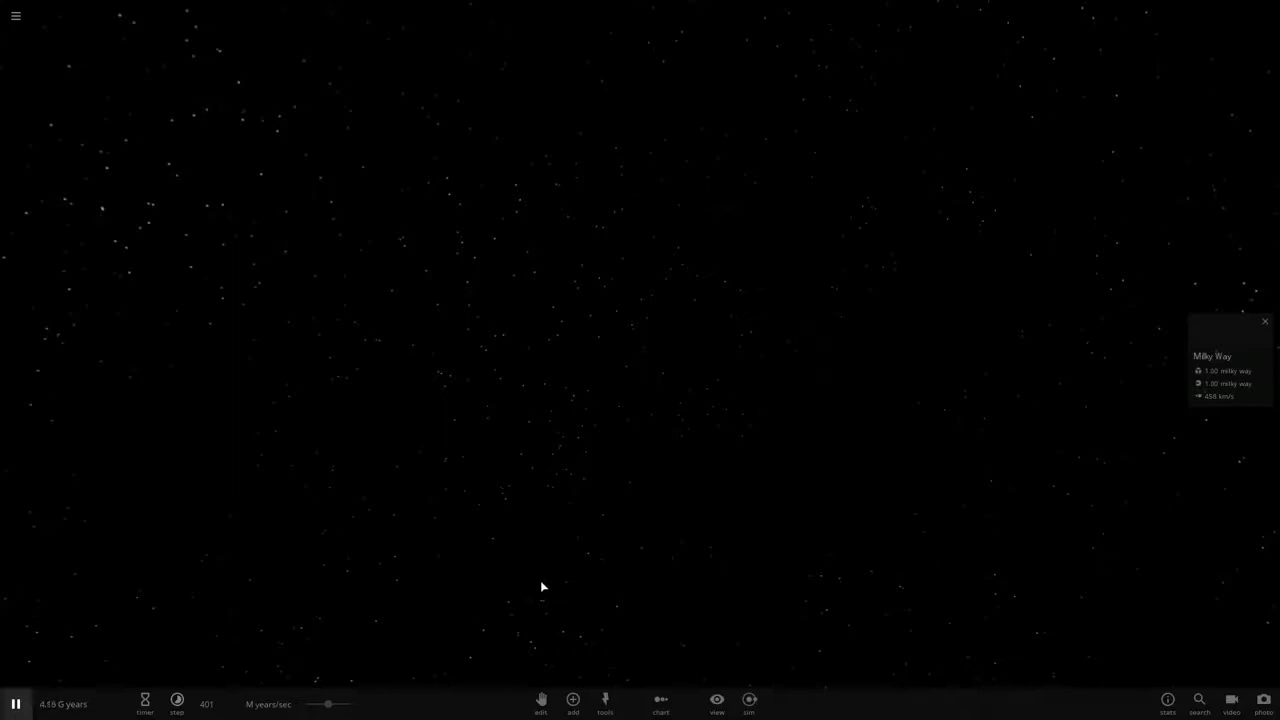 Milky Way
1.00 milky way
1.00 milky way
458 km/s
4.16 G years
timer
step
401
M years/sec
edit
add
tools
chart
view
sim
stats
search
video
photo